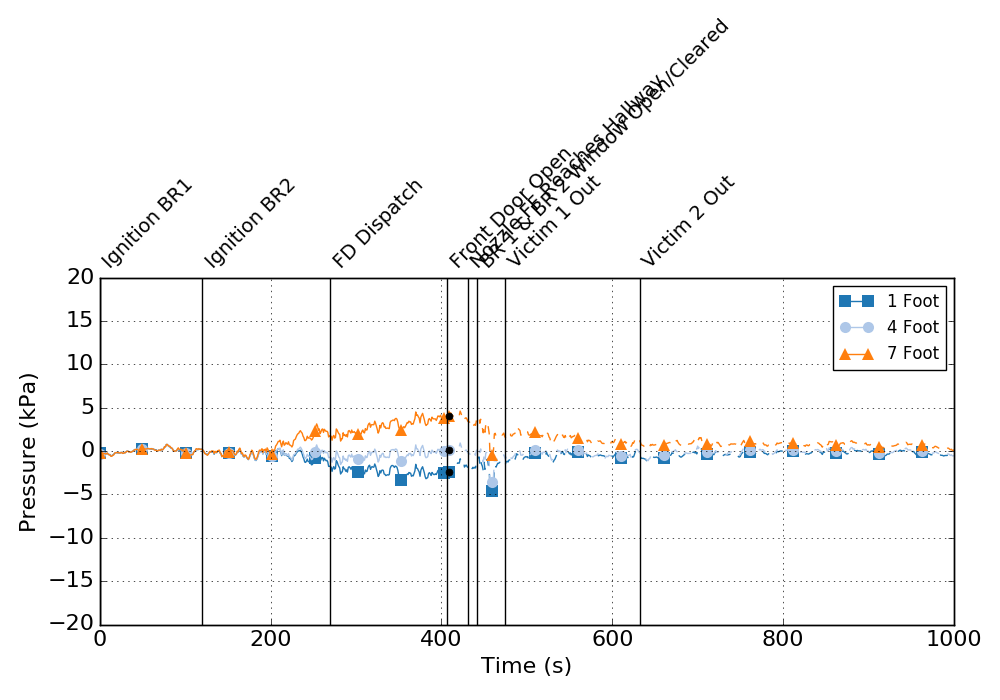 Ignition BR1
Ignition BR2
FD Dispatch
Front Door Open
Nozzle FF Reaches Hallway
BR 1 & BR 2 Window Open/Cleared
Victim 1 Out
Victim 2 Out
20
15
10
5
0
−5
−10
−15
−20
Pressure (kPa)
1 Foot
4 Foot
7 Foot
0 200 400 600 800 1000
Time (s)